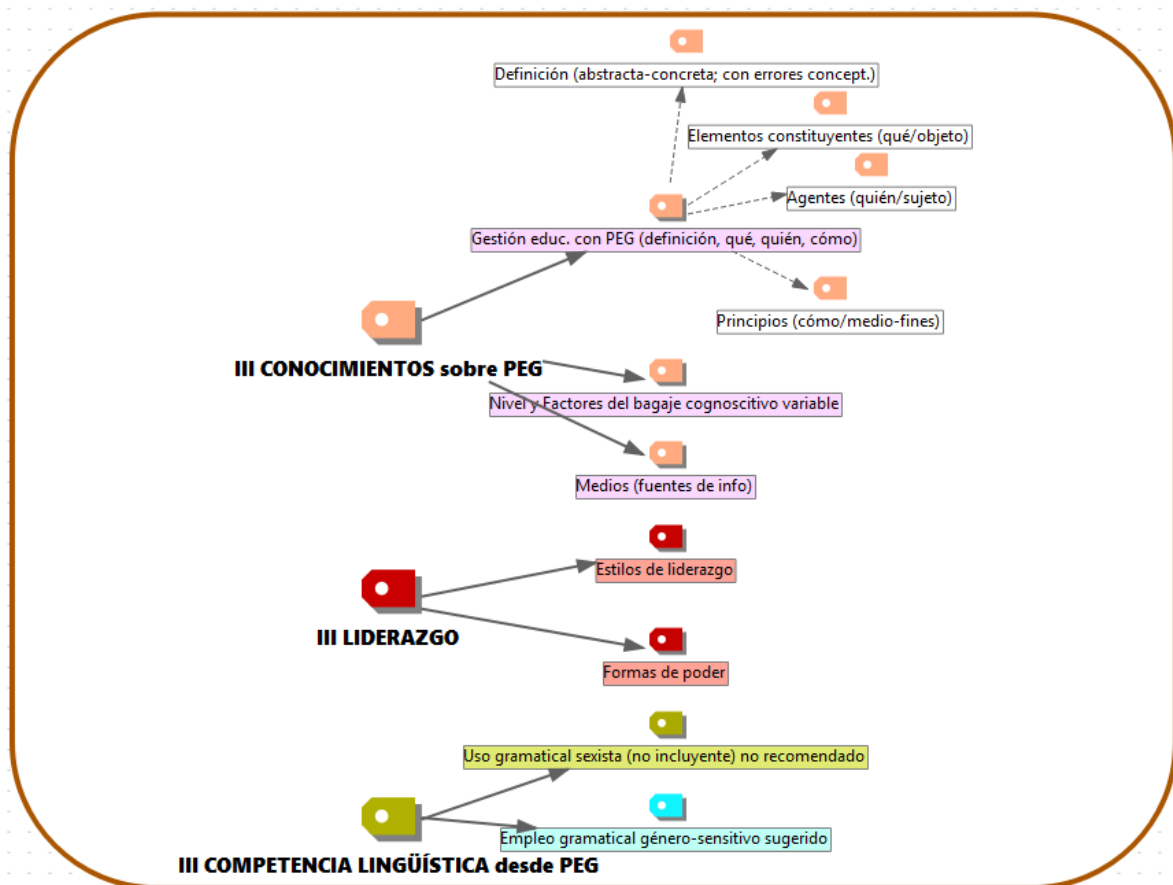 Definición (abstracta-concreta; con errores concept.)
Elementos constituyentes (qué/objeto)
Agentes (quién/sujeto)
Gestión educ. con PEG (definición, qué, quién, cómo)
Principios (cómo/medio-fines)
III CONOCIMIENTOS sobre PEG
Nivel y Factores del bagaje cognoscitivo variable
Medios (fuentes de info)
Estilos de liderazgo
III LIDERAZGO
Formas de poder
Uso gramatical sexista (no incluyente) no recomendado
Empleo gramatical género-sensitivo sugerido
III COMPETENCIA LINGÜÍSTICA desde PEG